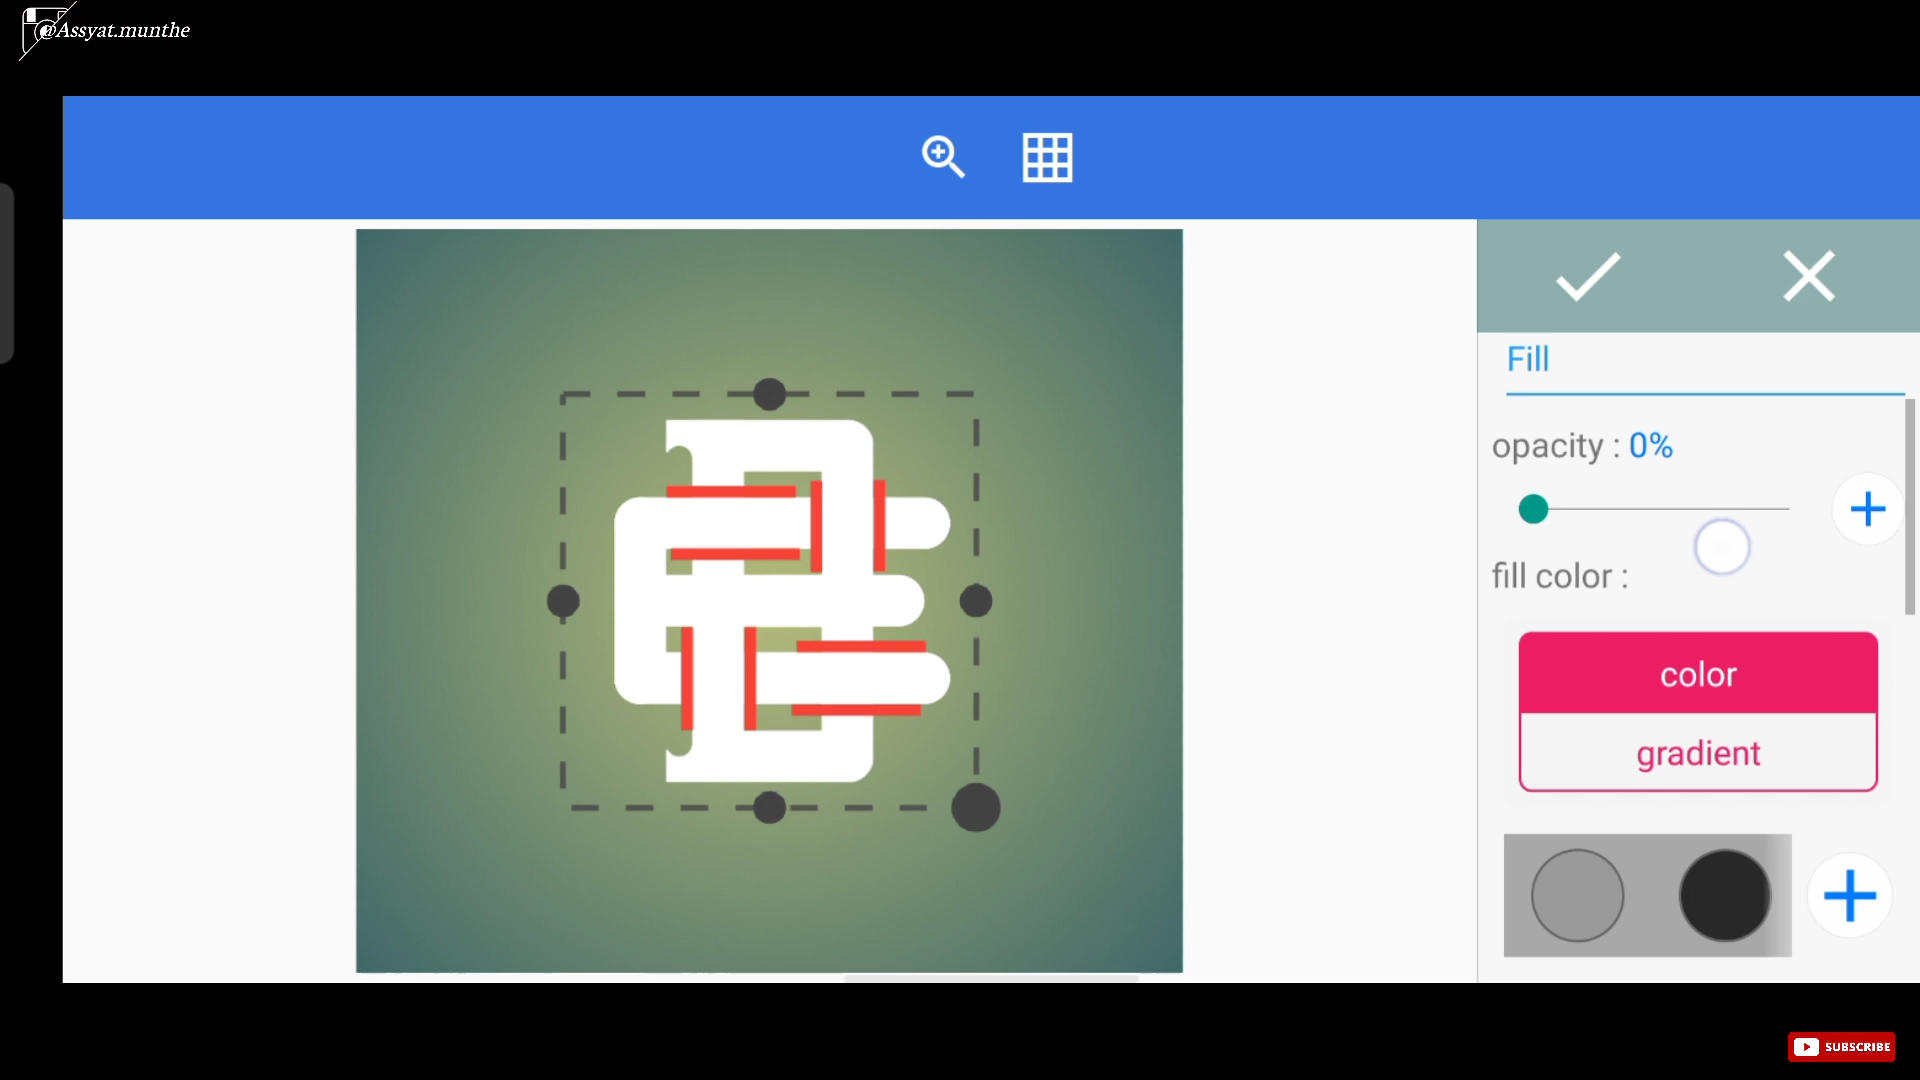 @Assyat.munthe
Fill
opacity : 0%
fill color :
color
gradient
SUBSCRIBE